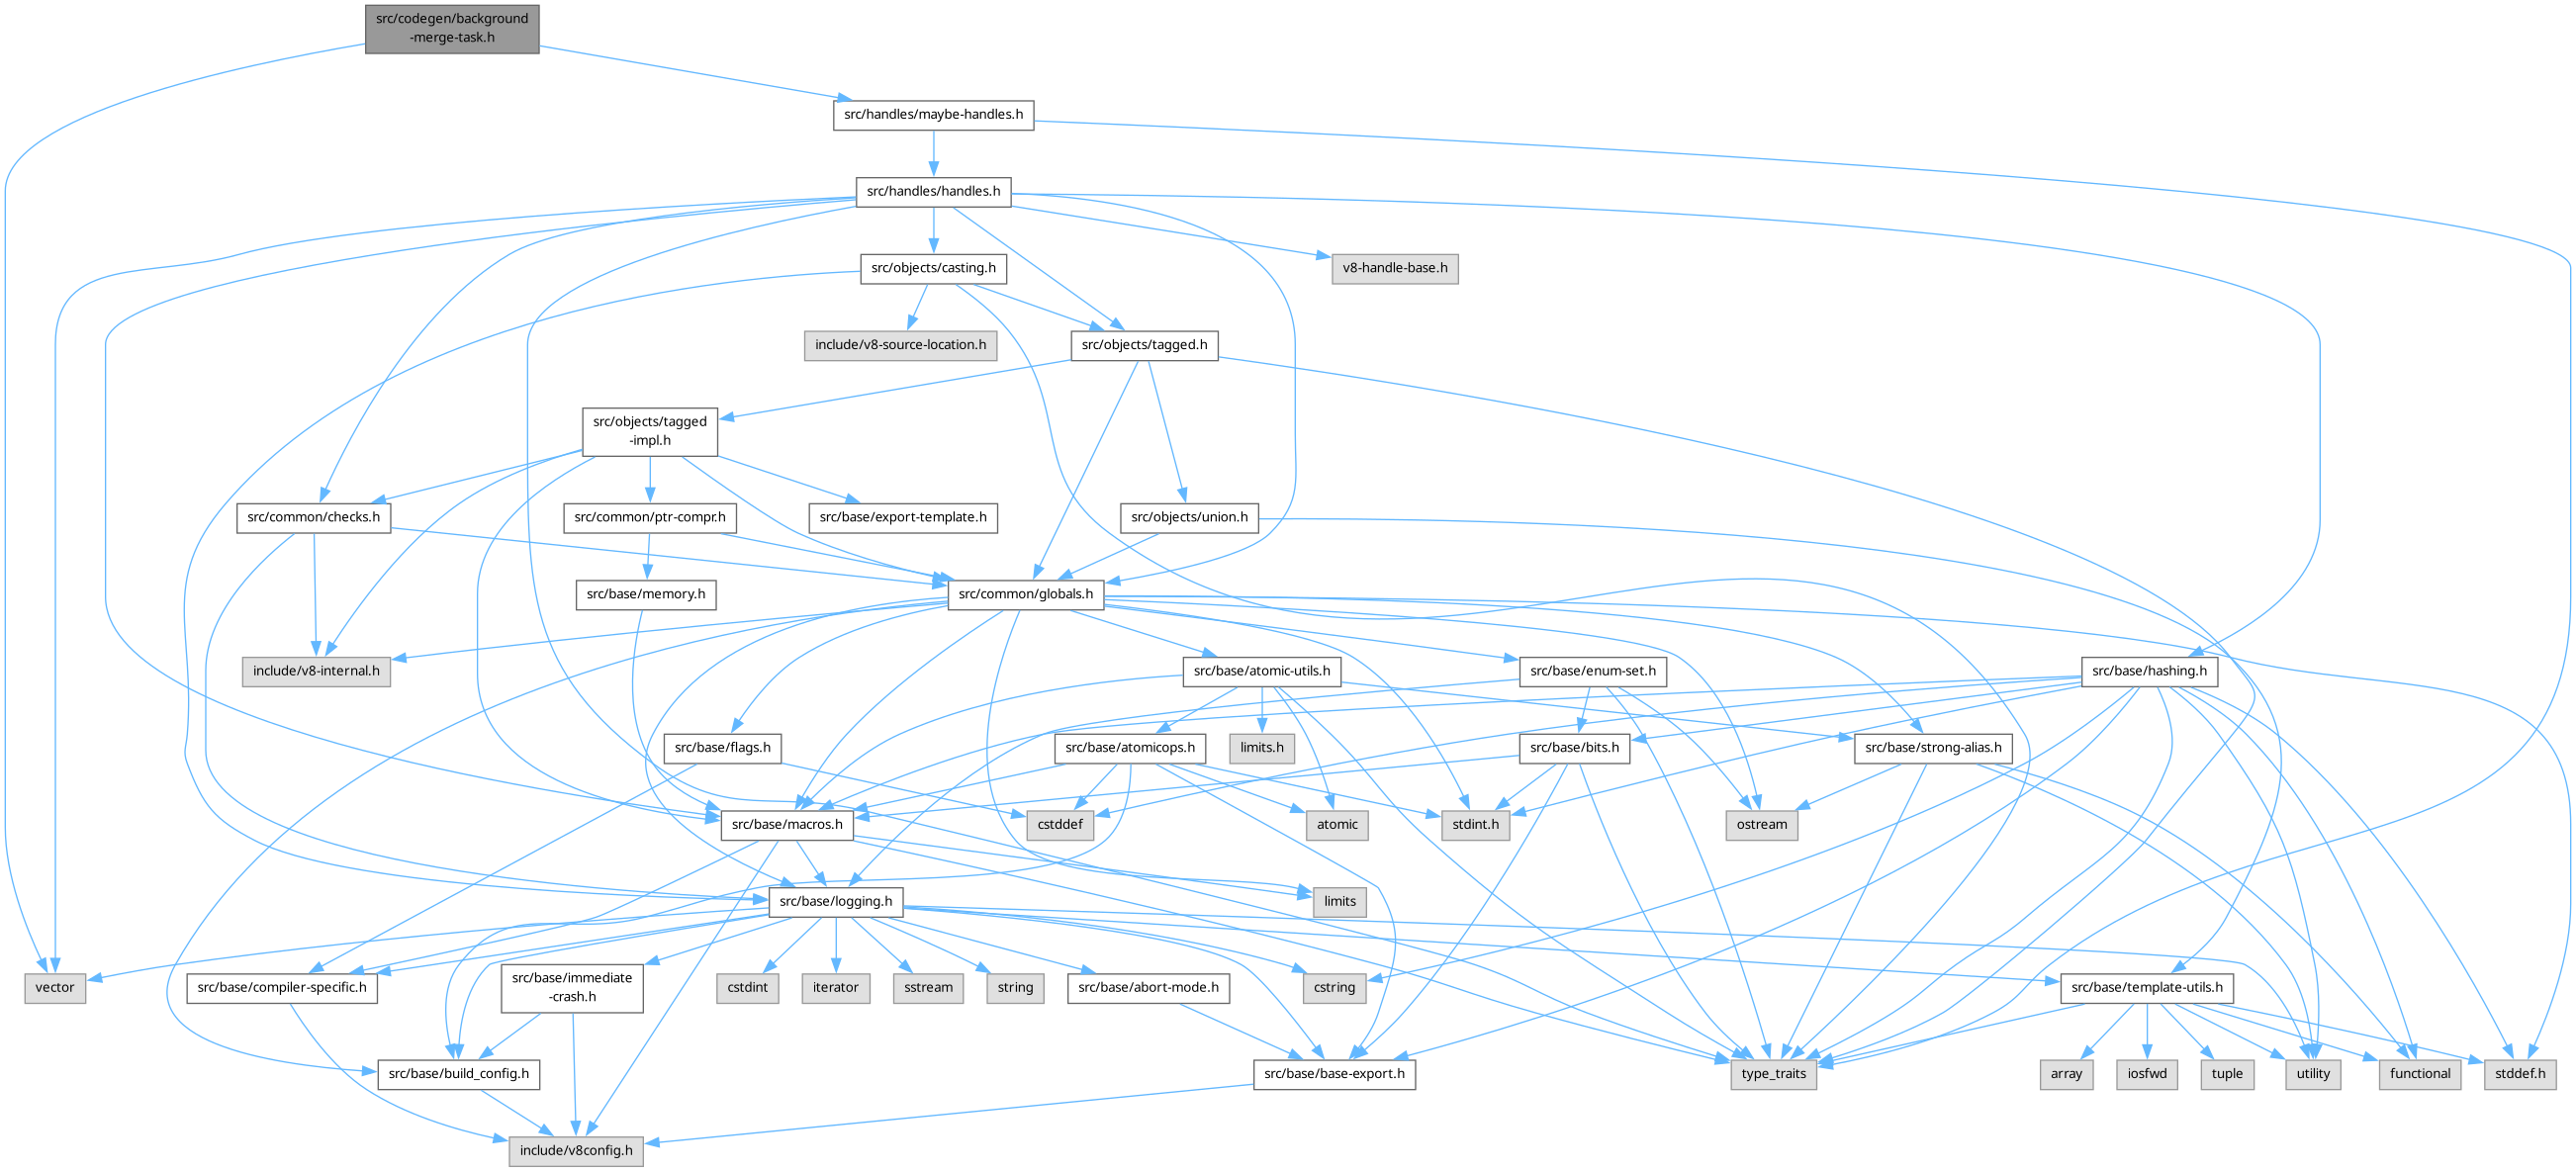 src/codegen/background
-merge-task.h
src/handles/maybe-handles.h
src/handles/handles.h
src/objects/casting.h
v8-handle-base.h
include/v8-source-location.h
src/objects/tagged.h
src/objects/tagged
-impl.h
src/common/checks.h
src/common/ptr-compr.h
src/base/export-template.h
src/objects/union.h
src/base/memory.h
src/common/globals.h
include/v8-internal.h
src/base/atomic-utils.h
src/base/enum-set.h
src/base/hashing.h
src/base/flags.h
src/base/atomicops.h
limits.h
src/base/bits.h
src/base/strong-alias.h
src/base/macros.h
cstddef
atomic
stdint.h
ostream
src/base/logging.h
limits
vector
src/base/compiler-specific.h
src/base/immediate
-crash.h
cstdint
iterator
sstream
string
src/base/abort-mode.h
cstring
src/base/template-utils.h
src/base/build_config.h
src/base/base-export.h
type_traits
array
iosfwd
tuple
utility
functional
stddef.h
include/v8config.h